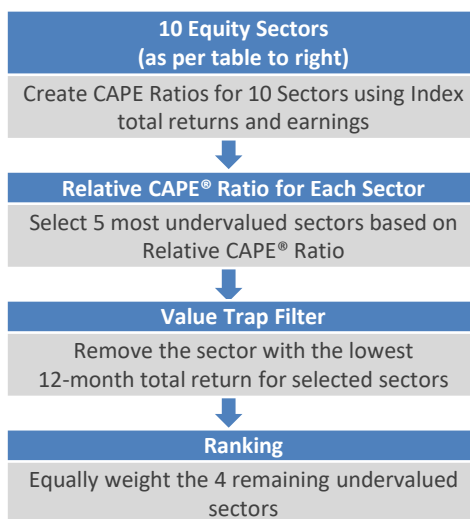 10 Equity Sectors
(as per table to right)
Create CAPE Ratios for 10 Sectors using Index
total returns and earnings
Relative CAPE® Ratio for Each Sector
Select 5 most undervalued sectors based on
Relative CAPE® Ratio
Value Trap Filter
Remove the sector with the lowest
12-month total return for selected sectors
Ranking
Equally weight the 4 remaining undervalued
sectors